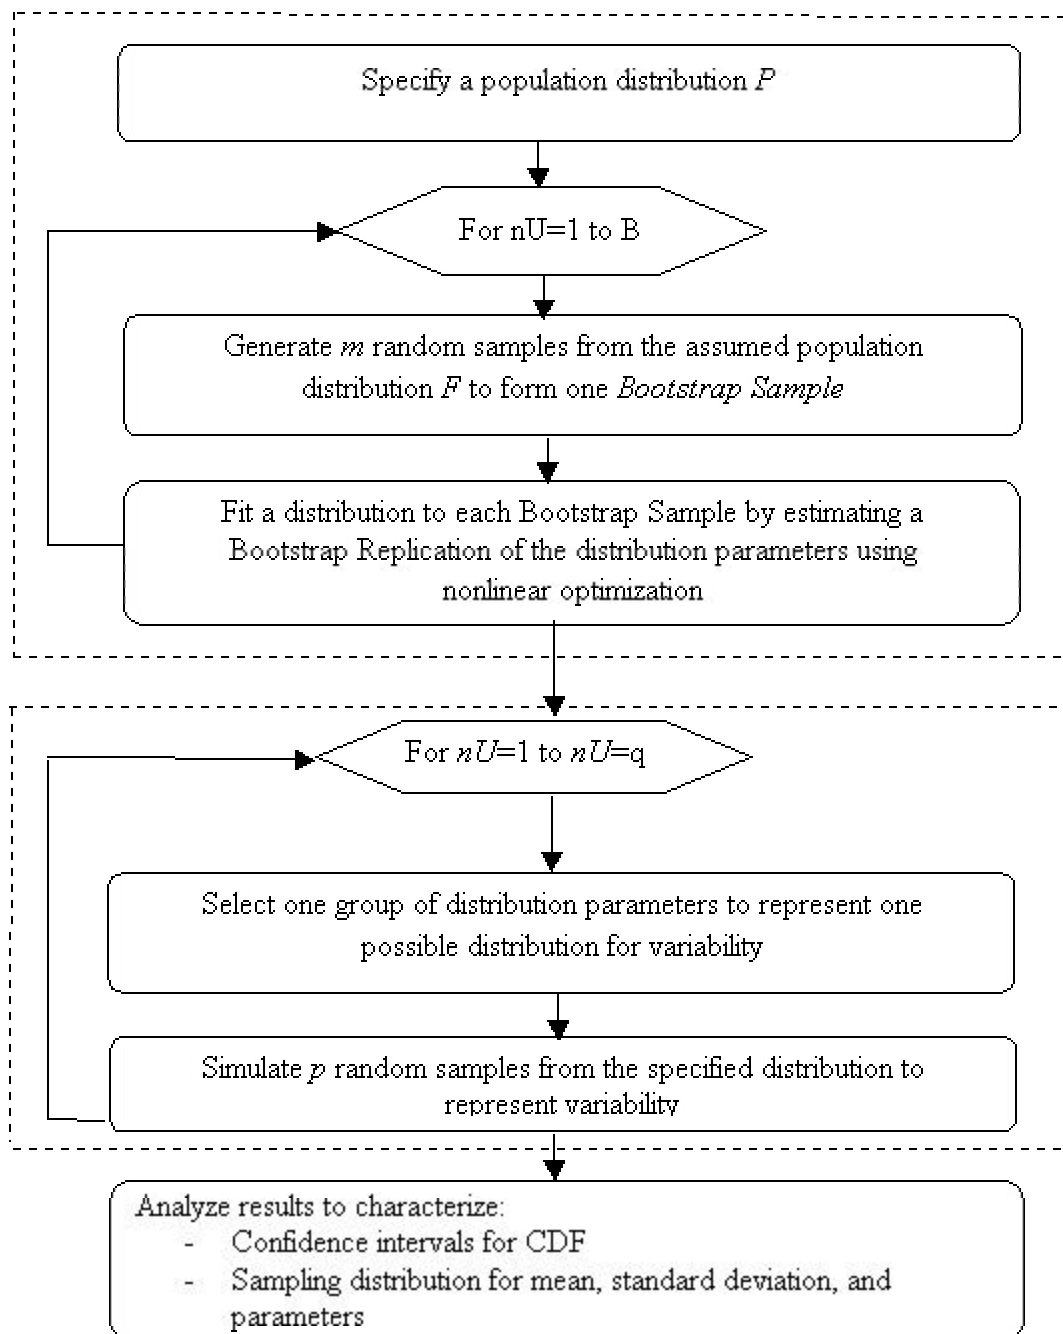 Specify a population distribution P
For nU=1 to B
Generate m random samples from the assumed population
distribution F to form one Bootstrap Sample
Fit a distribution to each Bootstrap Sample by estimating a
Bootstrap Replication of the distribution parameters using
nonlinear optimization
For nU=1 to nU=q
Select one group of distribution parameters to represent one
possible distribution for variability
Simulate p random samples from the specified distribution to
represent variability
Analyze results to characterize:
- Confidence intervals for CDF
- Sampling distribution for mean, standard deviation, and
parameters